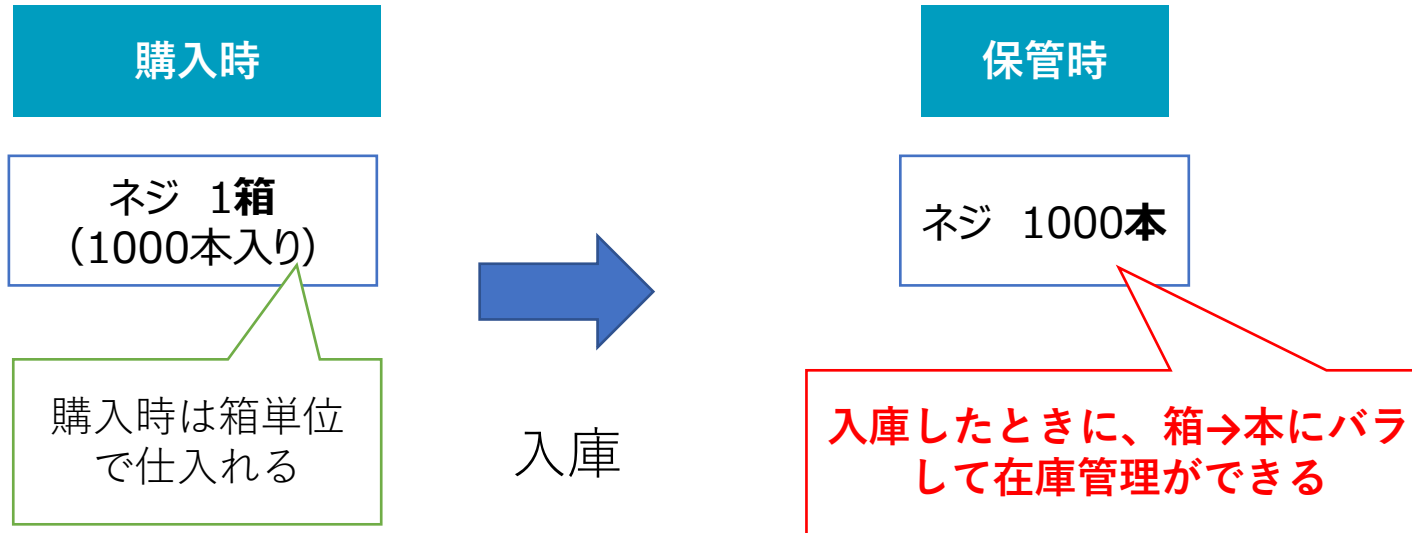 購入時
保管時
ネジ 1箱
（1000本入り）
ネジ 1000本
購入時は箱単位
で仕入れる
入庫
入庫したときに、箱→本にバラ
して在庫管理ができる